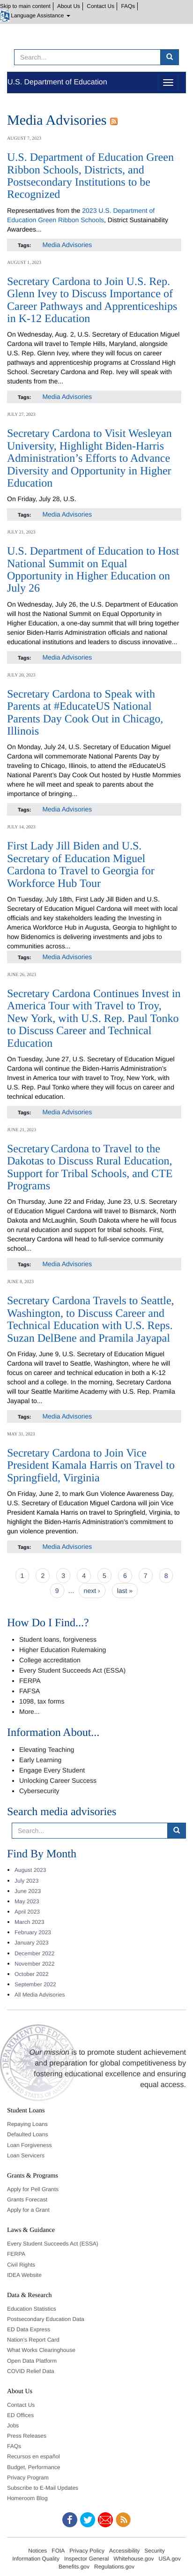 Skip to main content | About Us | Contact Us | FAQs |
Language Assistance
Search...
U.S. Department of Education
Media Advisories
AUGUST 7, 2023
U.S. Department of Education Green
Ribbon Schools, Districts, and
Postsecondary Institutions to be
Recognized
Representatives from the 2023 U.S. Department of
Education Green Ribbon Schools, District Sustainability
Awardees...
Tags: Media Advisories
AUGUST 1, 2023
Secretary Cardona to Join U.S. Rep.
Glenn Ivey to Discuss Importance of
Career Pathways and Apprenticeships
in K-12 Education
On Wednesday, Aug. 2, U.S. Secretary of Education Miguel
Cardona will travel to Temple Hills, Maryland, alongside
U.S. Rep. Glenn Ivey, for a conversation around career
pathways and multiple pathways at Crossland High
School. Secretary Cardona and Rep. Ivey will speak with
students from the...
Tags: Media Advisories
JULY 27, 2023
Secretary Cardona to Visit Wesleyan
University, Highlight Biden-Harris
Administration's Efforts to Advance
Diversity and Opportunity in Higher
Education
On Friday, July 28, U.S.
Tags: Media Advisories
JULY 21, 2023
U.S. Department of Education to Host
National Summit on Equal
Opportunity in Higher Education on
July 26
On Wednesday, July 26, the U.S. Department of Education
will host the National Summit on Equal Opportunity in
Higher Education, a one-day summit that will bring together
senior Biden-Harris Administration officials and national
educational equity leaders to discuss innovative...
Tags: Media Advisories
JULY 20, 2023
Secretary Cardona to Speak with
Parents at #EducateUS National
Parents Day Cook Out in Chicago,
Illinois
On Monday, July 24, U.S. Secretary of Education Miguel
Cardona will commemorate National Parents Day by
traveling to Chicago, Illinois, to attend the #EducateUS
National Parent's Day Cook Out hosted by Hustle Mommies
where he will meet and speak to parents about the
importance of bringing...
Tags: Media Advisories
JULY 14, 2023
First Lady Jill Biden and U.S.
Secretary of Education Miguel
Cardona to Travel to Georgia for
Workforce Hub Tour
On Tuesday, July 18th, First Lady Jill Biden and U.S.
Secretary of Education Miguel Cardona will meet with local
leaders and key stakeholders leading the Investing in
America Workforce Hub in Augusta, Georgia to highlight to
how Bidenomics is delivering investments and jobs to
communities across...
Tags: Media Advisories
JUNE 26, 2023
Secretary Cardona Continues Invest in
America Tour with Travel to Troy,
New York, with U.S. Rep. Paul Tonko
to Discuss Career and Technical
Education
On Tuesday, June 27, U.S. Secretary of Education Miguel
Cardona will continue the Biden-Harris Administration's
Invest in America tour with travel to Troy, New York, with
U.S. Rep. Paul Tonko where they will focus on career and
technical education.
Tags: Media Advisories
JUNE 21, 2023
Secretary Cardona to Travel to the
Dakotas to Discuss Rural Education,
Support for Tribal Schools, and CTE
Programs
On Thursday, June 22 and Friday, June 23, U.S. Secretary
of Education Miguel Cardona will travel to Bismarck, North
Dakota and McLaughlin, South Dakota where he will focus
on rural education and support for tribal schools. First,
Secretary Cardona will head to full-service community
school...
Tags: Media Advisories
JUNE 8, 2023
Secretary Cardona Travels to Seattle,
Washington, to Discuss Career and
Technical Education with U.S. Reps.
Suzan DelBene and Pramila Jayapal
On Friday, June 9, U.S. Secretary of Education Miguel
Cardona will travel to Seattle, Washington, where he will
focus on career and technical education in both a K-12
school and a college. In the morning, Secretary Cardona
will tour Seattle Maritime Academy with U.S. Rep. Pramila
Jayapal to...
Tags: Media Advisories
MAY 31, 2023
Secretary Cardona to Join Vice
President Kamala Harris on Travel to
Springfield, Virginia
On Friday, June 2, to mark Gun Violence Awareness Day,
U.S. Secretary of Education Miguel Cardona will join Vice
President Kamala Harris on travel to Springfield, Virginia, to
highlight the Biden-Harris Administration's commitment to
end gun violence prevention.
Tags: Media Advisories
1 2 3 4 5 6 7 8
9 ... next › last »
How Do I Find...?
Student loans, forgiveness
Higher Education Rulemaking
College accreditation
Every Student Succeeds Act (ESSA)
FERPA
FAFSA
1098, tax forms
More...
Information About...
Elevating Teaching
Early Learning
Engage Every Student
Unlocking Career Success
Cybersecurity
Search media advisories
Search...
Find By Month
August 2023
July 2023
June 2023
May 2023
April 2023
March 2023
February 2023
January 2023
December 2022
November 2022
October 2022
September 2022
All Media Advisories
Our mission is to promote student achievement
and preparation for global competitiveness by
fostering educational excellence and ensuring
equal access.
Student Loans
Repaying Loans
Defaulted Loans
Loan Forgiveness
Loan Servicers
Grants & Programs
Apply for Pell Grants
Grants Forecast
Apply for a Grant
Laws & Guidance
Every Student Succeeds Act (ESSA)
FERPA
Civil Rights
IDEA Website
Data & Research
Education Statistics
Postsecondary Education Data
ED Data Express
Nation's Report Card
What Works Clearinghouse
Open Data Platform
COVID Relief Data
About Us
Contact Us
ED Offices
Jobs
Press Releases
FAQs
Recursos en español
Budget, Performance
Privacy Program
Subscribe to E-Mail Updates
Homeroom Blog
Notices FOIA Privacy Policy Accessibility Security
Information Quality Inspector General Whitehouse.gov USA.gov
Benefits.gov Regulations.gov